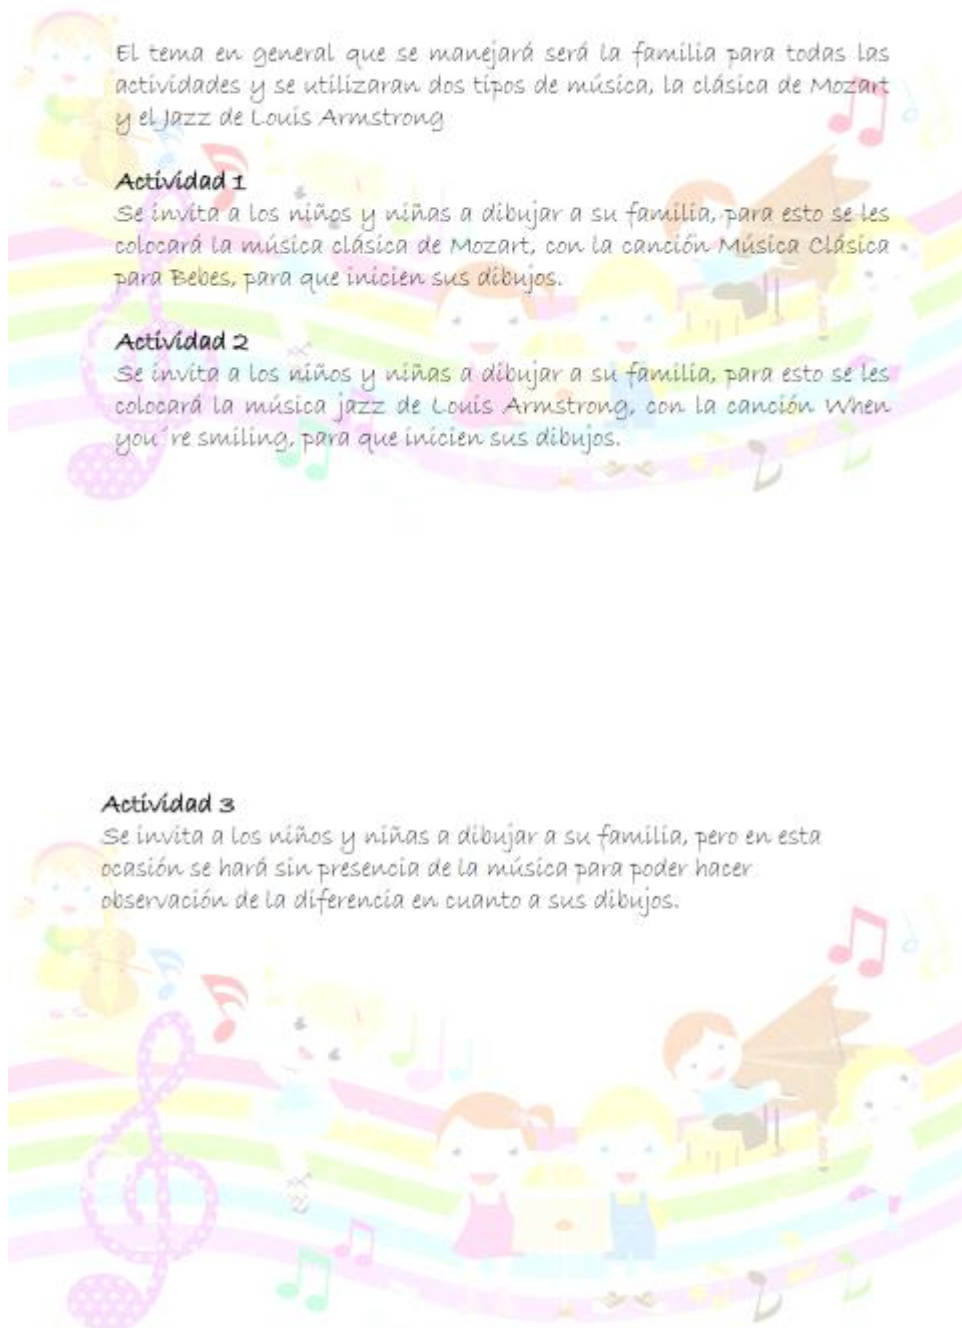 El tema en general que se manejará será la familia para todas las
actividades y se utilizaran dos tipos de música, la clásica de Mozart
y el Jazz de Louis Armstrong
Actividad 1
Se invita a los niños y niñas a dibujar a su familia, para esto se les
colocará la música clásica de Mozart, con la canción Música Clásica
para Bebes, para que inicien sus dibujos.
Actividad 2
Se invita a los niños y niñas a dibujar a su familia, para esto se les
colocará la música jazz de Louis Armstrong, con la canción When
you´re smiling, para que inicien sus dibujos.
Actividad 3
Se invita a los niños y niñas a dibujar a su familia, pero en esta
ocasión se hará sin presencia de la música para poder hacer
observación de la diferencia en cuanto a sus dibujos.